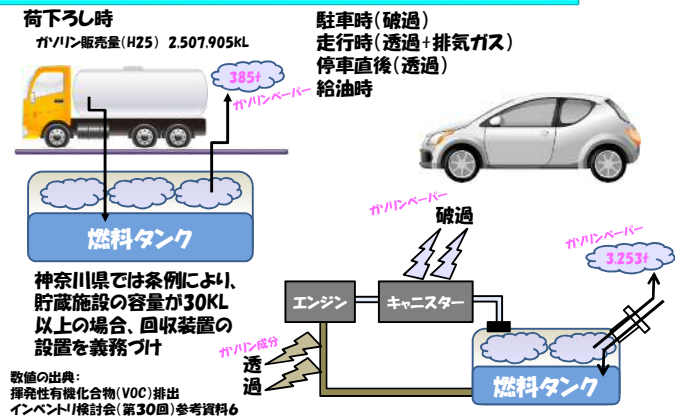 荷下ろし時
ガソリン販売量(H25) 2.507.905kL
385t
ガソリンベーパー
燃料タンク
神奈川県では条例により、
貯蔵施設の容量が30KL
以上の場合、回収装置の
設置を義務づけ
数値の出典:
揮発性有機化合物(VOC)排出
インベントリ検討会(第30回)参考資料6
駐車時(破過)
走行時(透過+排気ガス)
停車直後(透過)
給油時
ガソリンベーパー
破過
ガソリンベーパー
3.253t
エンジン
キャニスター
ガソリン成分
透
過
燃料タンク